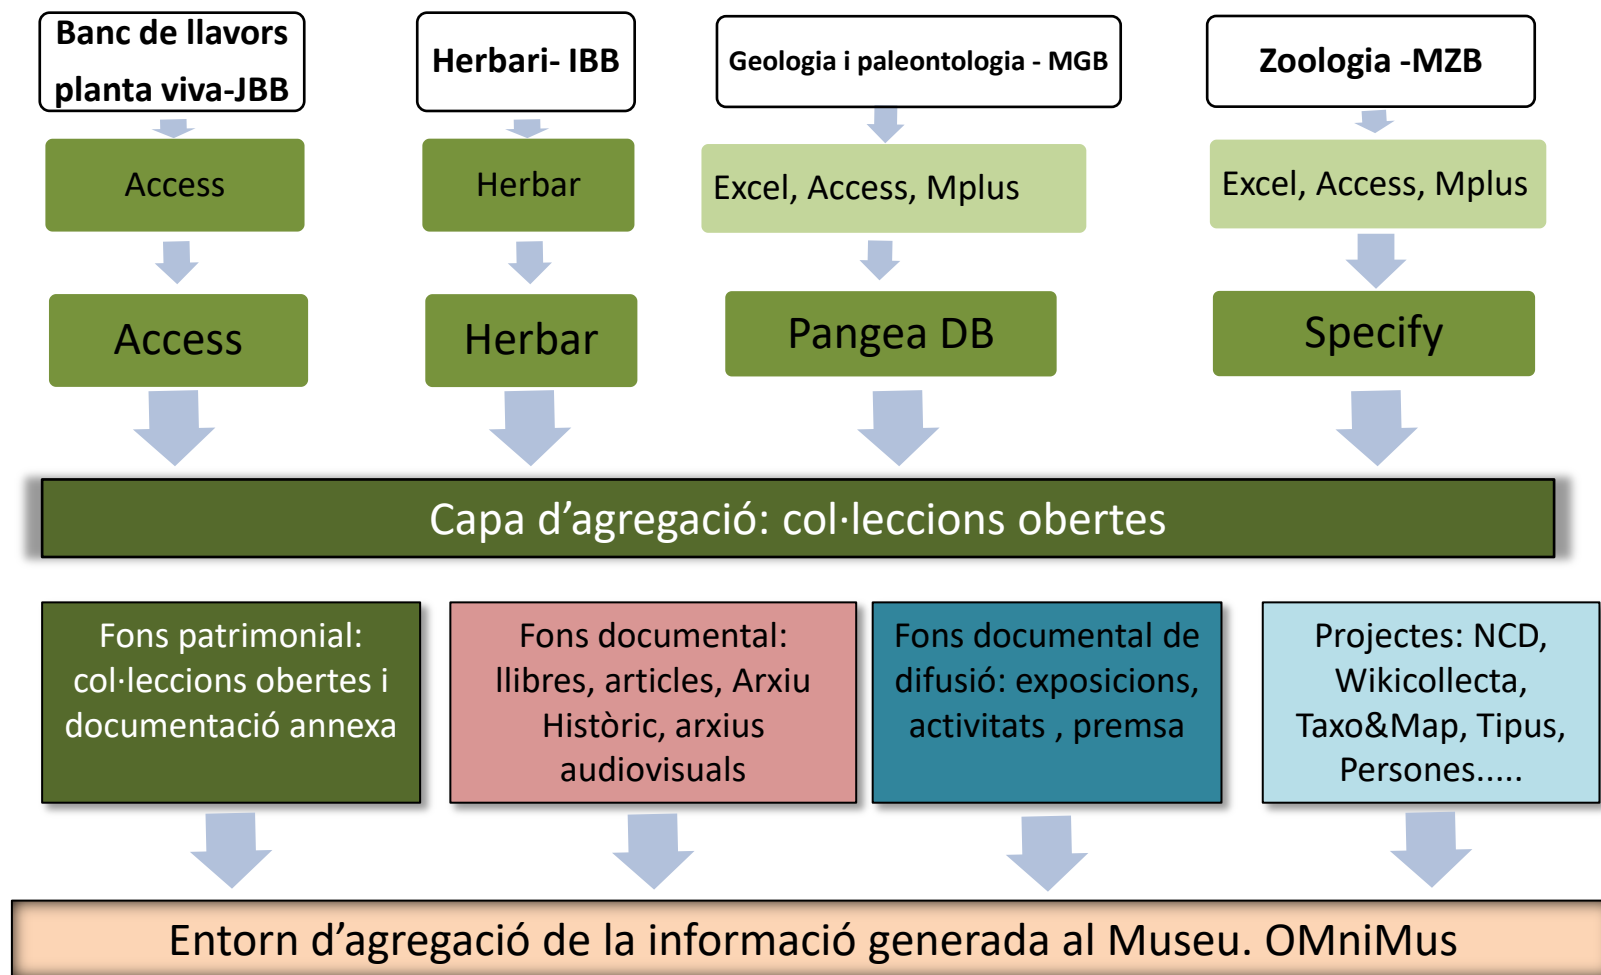 Banc de llavors
planta viva-JBB
Herbari- IBB
Geologia i paleontologia - MGB
Zoologia -MZB
Access
Herbar
Excel, Access, Mplus
Excel, Access, Mplus
Access
Herbar
Pangea DB
Specify
Capa d’agregació: col·leccions obertes
Fons patrimonial:
col·leccions obertes i
documentació annexa
Fons documental:
llibres, articles, Arxiu
Històric, arxius
audiovisuals
Fons documental de
difusió: exposicions,
activitats , premsa
Projectes: NCD,
Wikicollecta,
Taxo&Map, Tipus,
Persones.....
Entorn d’agregació de la informació generada al Museu. OMniMus